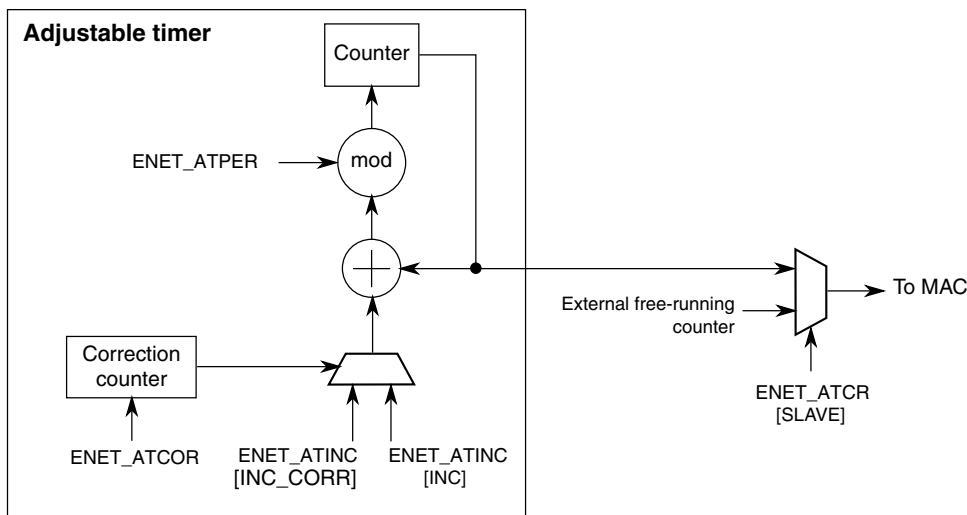 Adjustable timer
Counter
ENET_ATPER
mod
External free-running
counter
To MAC
Correction
counter
ENET_ATCR
[SLAVE]
ENET_ATCOR
ENET_ATINC
[INC_CORR]
ENET_ATINC
[INC]